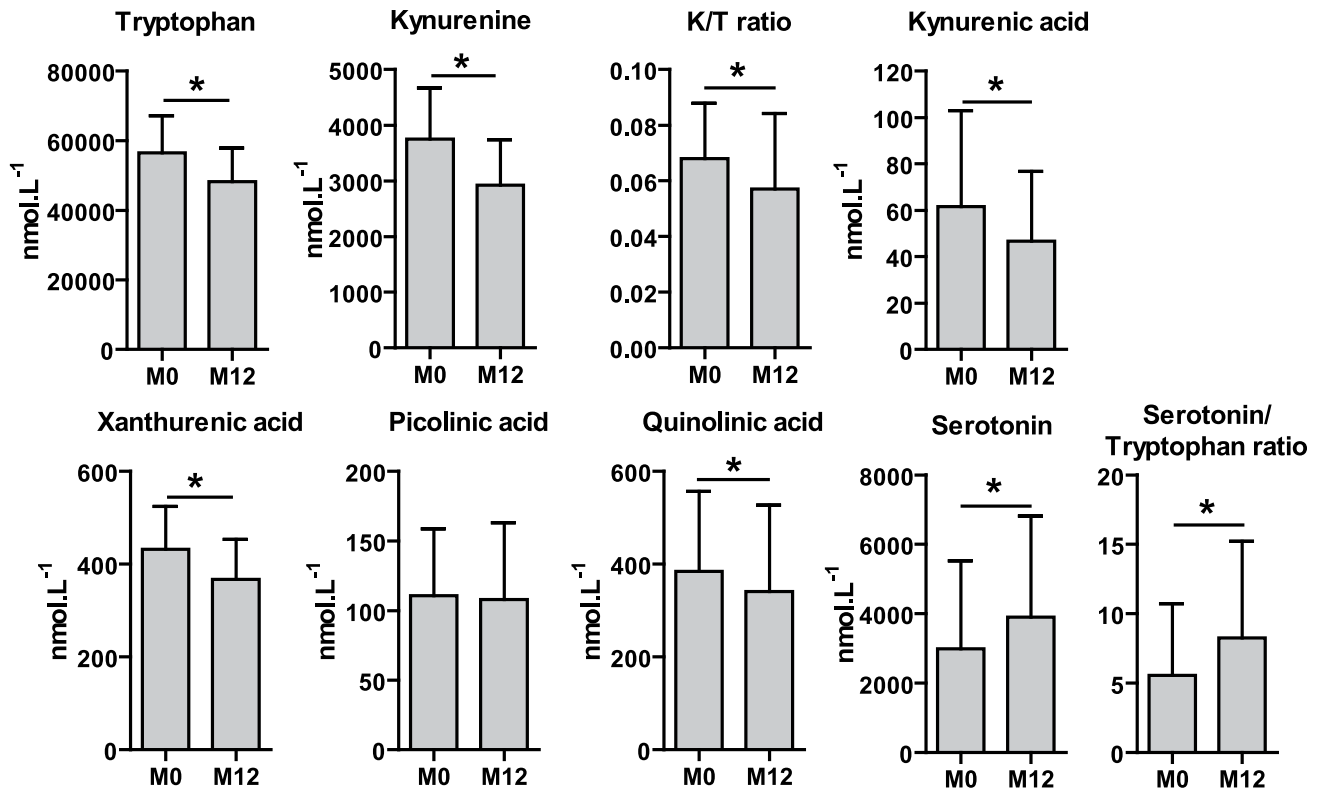 Tryptophan
80000
60000
40000
20000
0
nmol.L⁻¹
*
M0 M12
Kynurenine
5000
4000
3000
2000
1000
0
nmol.L⁻¹
*
M0 M12
K/T ratio
0.10
0.08
0.06
0.04
0.02
0.00
*
M0 M12
Kynurenic acid
120
100
80
60
40
20
0
nmol.L⁻¹
*
M0 M12
Xanthurenic acid
600
400
200
0
nmol.L⁻¹
*
M0 M12
Picolinic acid
200
150
100
50
0
nmol.L⁻¹
M0 M12
Quinolinic acid
600
400
200
0
nmol.L⁻¹
*
M0 M12
Serotonin
8000
6000
4000
2000
0
nmol.L⁻¹
*
M0 M12
Serotonin/
Tryptophan ratio
20
15
10
5
0
*
M0 M12